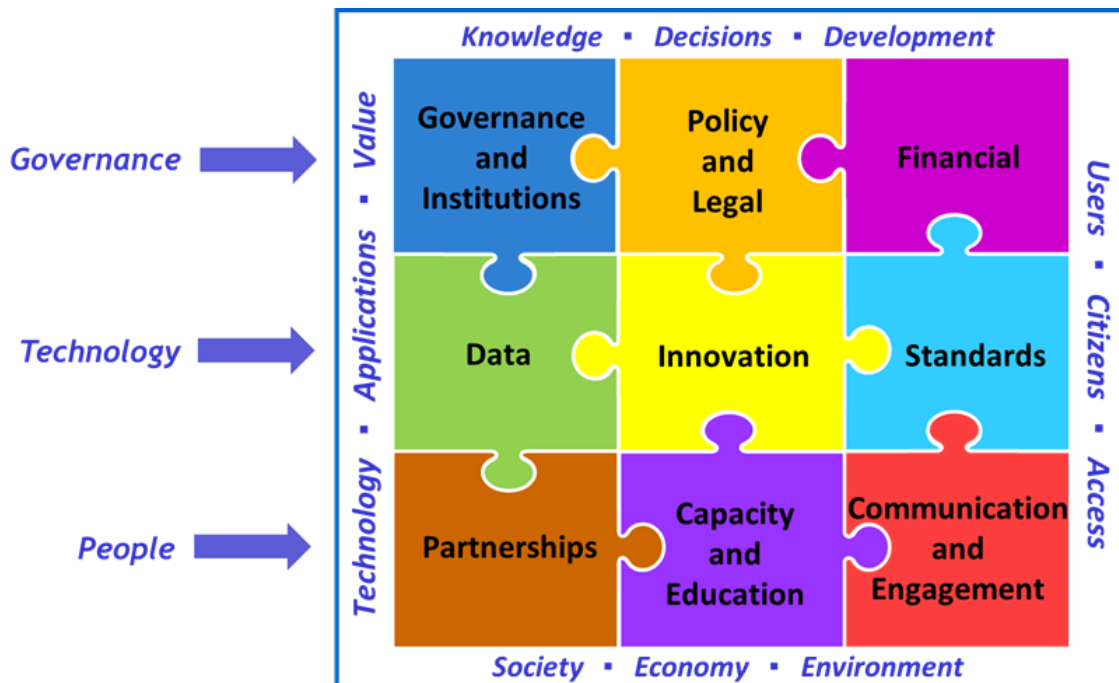 Knowledge ▪ Decisions ▪ Development
Governance
Technology
People
Technology ▪ Applications ▪ Value
Governance
and
Institutions
Policy
and
Legal
Financial
Data
Innovation
Standards
Partnerships
Capacity
and
Education
Communication
and
Engagement
Users ▪ Citizens ▪ Access
Society ▪ Economy ▪ Environment